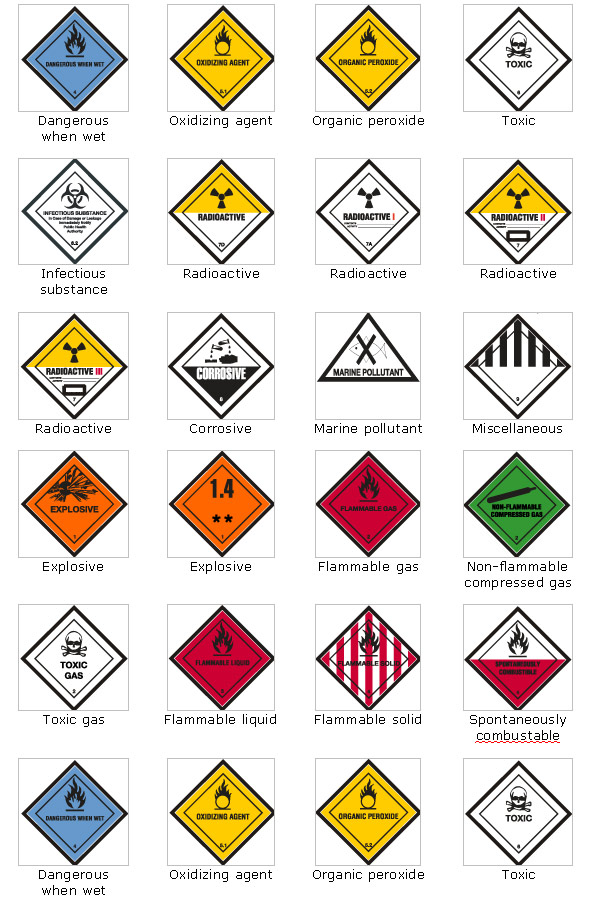 DANGEROUS WHEN WET
4
OXIDIZING AGENT
5.1
ORGANIC PEROXIDE
5.2
TOXIC
6
Dangerous
when wet
Oxidizing agent
Organic peroxide
Toxic
INFECTIOUS SUBSTANCE
In Case of Damage or Leakage
Immediately Notify
Public Health
Authority
6.2
RADIOACTIVE
7D
RADIOACTIVE I
7A
RADIOACTIVE II
7
Infectious
substance
Radioactive
Radioactive
Radioactive
RADIOACTIVE III
7
CORROSIVE
8
MARINE POLLUTANT
9
Radioactive
Corrosive
Marine pollutant
Miscellaneous
EXPLOSIVE
1
1.4
**
1
FLAMMABLE GAS
2
NON-FLAMMABLE
COMPRESSED GAS
2
Explosive
Explosive
Flammable gas
Non-flammable
compressed gas
TOXIC
GAS
2
FLAMMABLE LIQUID
FLAMMABLE SOLID
SPONTANEOUSLY
COMBUSTIBLE
Toxic gas
Flammable liquid
Flammable solid
Spontaneously
combustable
DANGEROUS WHEN WET
4
OXIDIZING AGENT
5.1
ORGANIC PEROXIDE
5.2
TOXIC
6
Dangerous
when wet
Oxidizing agent
Organic peroxide
Toxic